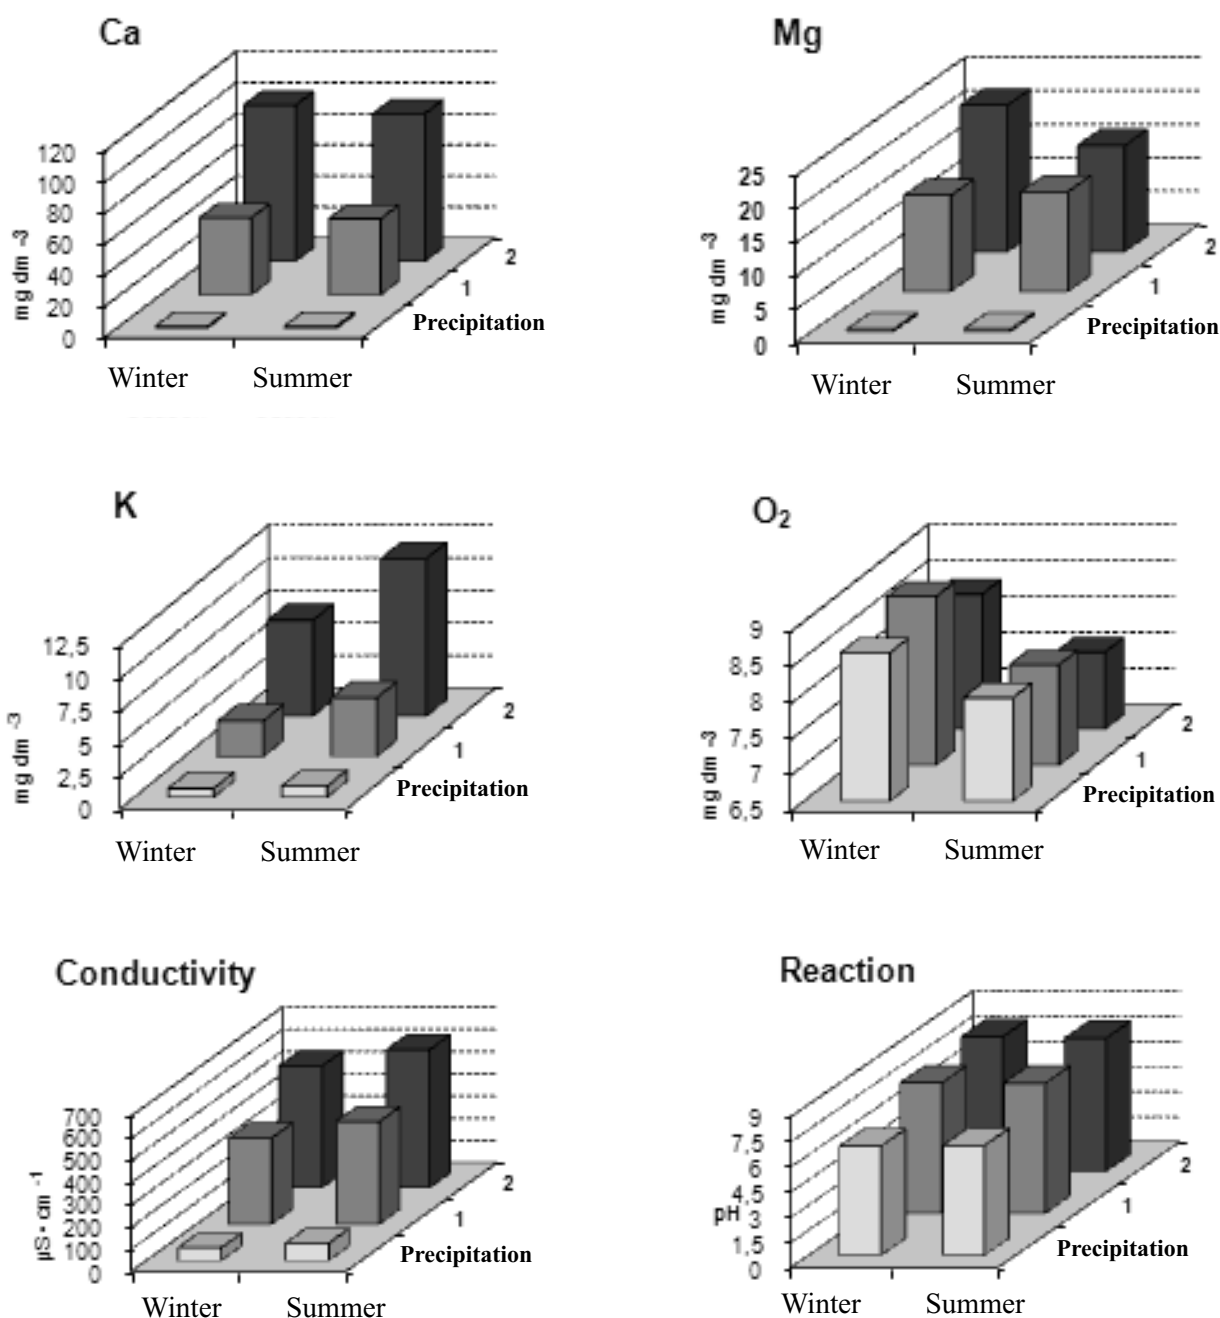 Ca
120
100
80
60
40
20
0
mg dm -3
2
1
Precipitation
Winter Summer
Mg
25
20
15
10
5
0
mg dm -3
2
1
Precipitation
Winter Summer
K
12,5
10
7,5
5
2,5
0
mg dm -3
2
1
Precipitation
Winter Summer
O2
9
8,5
8
7,5
7
6,5
mg dm -3
2
1
Precipitation
Winter Summer
Conductivity
700
600
500
400
300
200
100
0
µS • cm -1
2
1
Precipitation
Winter Summer
Reaction
9
7,5
6
4,5
3
1,5
0
pH
2
1
Precipitation
Winter Summer